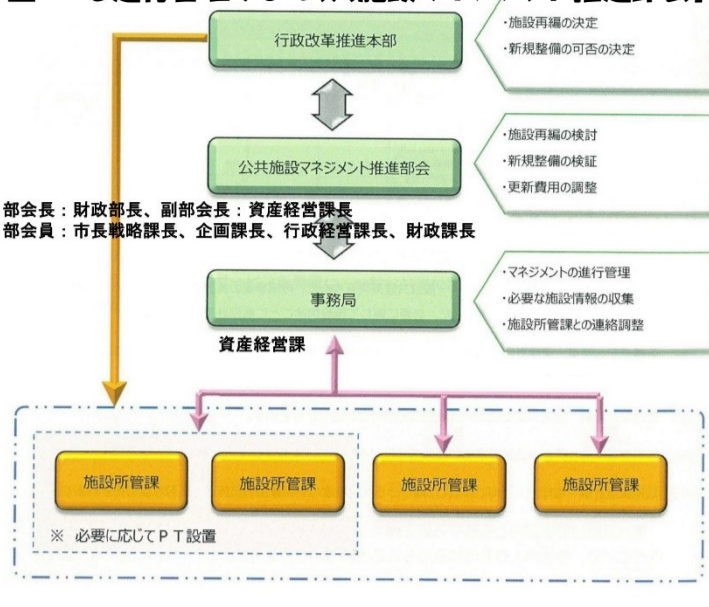 ・施設再編の決定
行政改革推進本部
・新規整備の可否の決定
・施設再編の検討
公共施設マネジメント推進部会
・新規整備の検証
・更新費用の調整
部会長：財政部長、副部会長：資産経営課長
部会員：市長戦略課長、企画課長、行政経営課長、財政課長
・マネジメントの進行管理
事務局
・必要な施設情報の収集
・施設所管課との連絡調整
資産経営課
施設所管課
施設所管課
施設所管課
施設所管課
※ 必要に応じてＰＴ設置